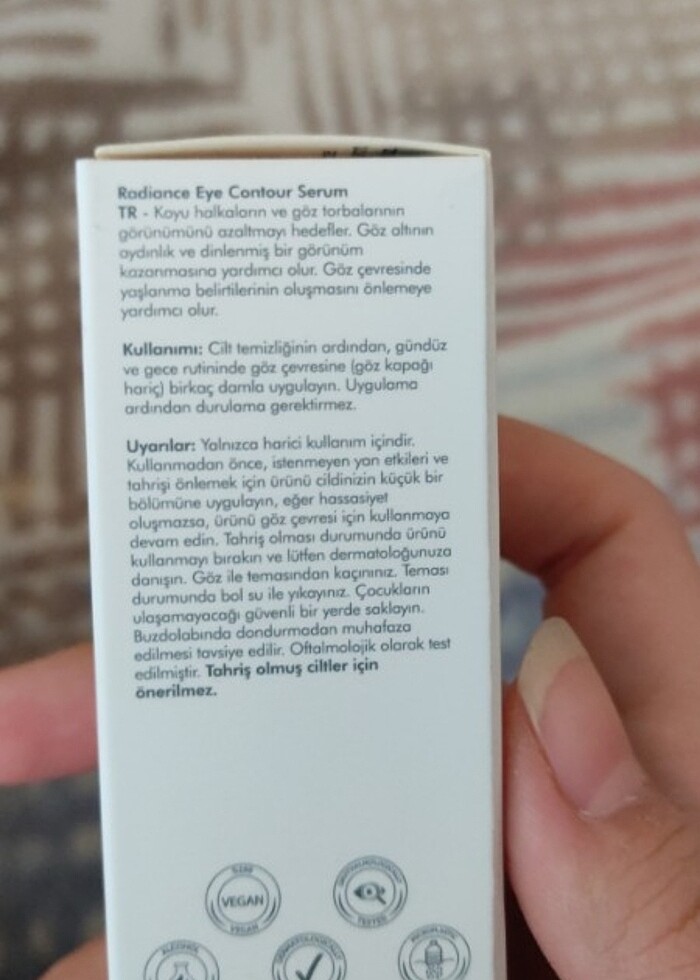 Radiance Eye Contour Serum
TR - Koyu halkaların ve göz torbalarının
görünümünü azaltmayı hedefler. Göz altının
aydınlık ve dinlenmiş bir görünüm
kazanmasına yardımcı olur. Göz çevresinde
yaşlanma belirtilerinin oluşmasını önlemeye
yardımcı olur.
Kullanımı: Cilt temizliğinin ardından, gündüz
ve gece rutininde göz çevresine (göz kapağı
hariç) birkaç damla uygulayın. Uygulama
ardından durulama gerektirmez.
Uyarılar: Yalnızca harici kullanım içindir.
Kullanmadan önce, istenmeyen yan etkileri ve
tahrişi önlemek için ürünü cildinizin küçük bir
bölümüne uygulayın, eğer hassasiyet
oluşmazsa, ürünü göz çevresi için kullanmaya
devam edin. Tahriş olması durumunda ürünü
kullanmayı bırakın ve lütfen dermatoloğunuza
danışın. Göz ile temasından kaçınınız. Teması
durumunda bol su ile yıkayınız. Çocukların
ulaşamayacağı güvenli bir yerde saklayın.
Buzdolabında dondurmadan muhafaza
edilmesi tavsiye edilir. Oftalmolojik olarak test
edilmiştir. Tahriş olmuş ciltler için
önerilmez.
VEGAN
VEGAN
TESTED
ALCOHOL